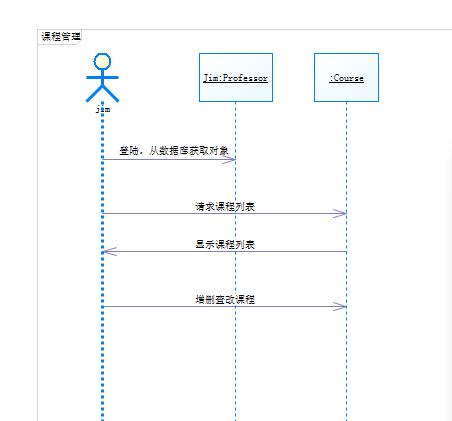 课程管理
Jim:Professor
:Course
jim
登陆，从数据库获取对象
请求课程列表
显示课程列表
增删查改课程